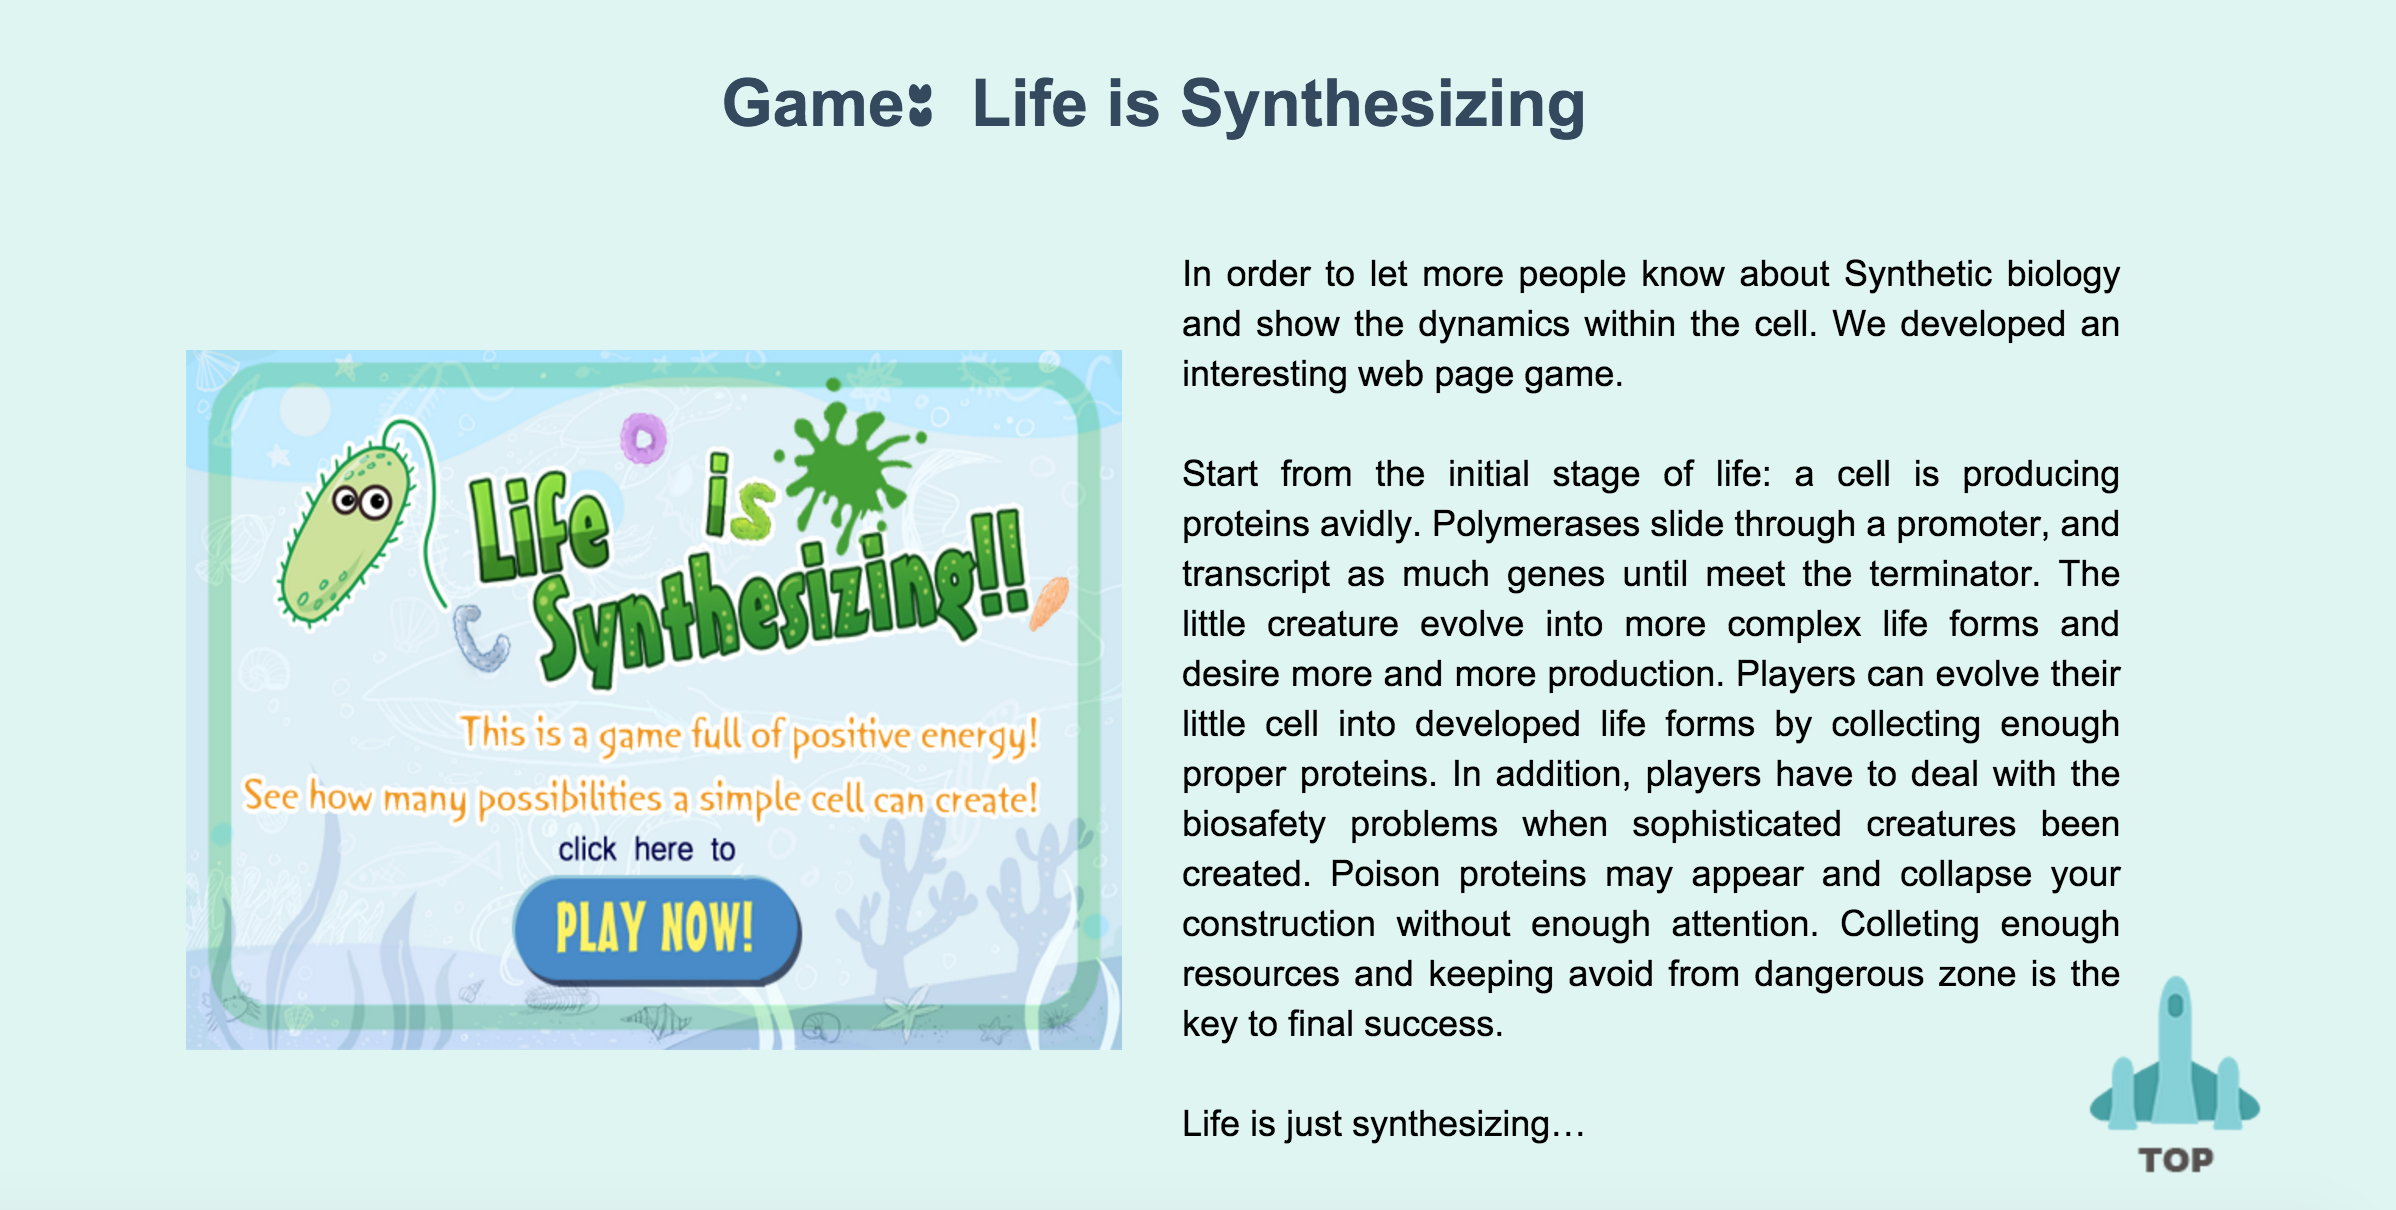 Game: Life is Synthesizing
Life is
Synthesizing!!
This is a game full of positive energy!
See how many possibilities a simple cell can create!
click here to
PLAY NOW!
In order to let more people know about Synthetic biology
and show the dynamics within the cell. We developed an
interesting web page game.
Start from the initial stage of life: a cell is producing
proteins avidly. Polymerases slide through a promoter, and
transcript as much genes until meet the terminator. The
little creature evolve into more complex life forms and
desire more and more production. Players can evolve their
little cell into developed life forms by collecting enough
proper proteins. In addition, players have to deal with the
biosafety problems when sophisticated creatures been
created. Poison proteins may appear and collapse your
construction without enough attention. Colleting enough
resources and keeping avoid from dangerous zone is the
key to final success.
Life is just synthesizing…
TOP